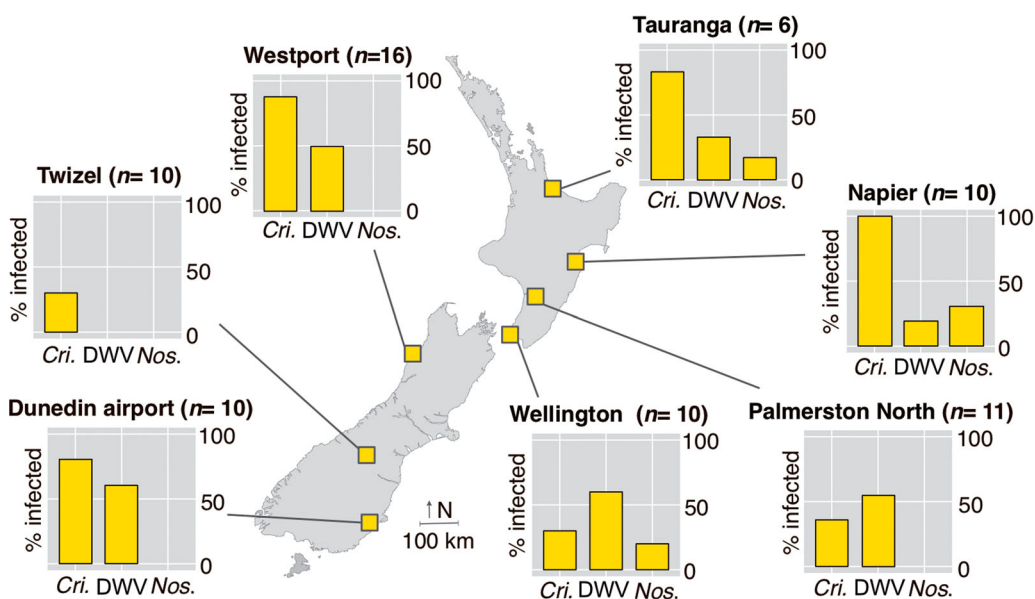 Tauranga (n= 6)
100
50
0
% infected
Cri. DWV Nos.
Westport (n=16)
100
50
0
% infected
Cri. DWV Nos.
Twizel (n= 10)
100
50
0
% infected
Cri. DWV Nos.
Napier (n= 10)
100
50
0
% infected
Cri. DWV Nos.
Dunedin airport (n= 10)
100
50
0
% infected
Cri. DWV Nos.
↑N
100 km
Wellington (n= 10)
100
50
0
% infected
Cri. DWV Nos.
Palmerston North (n= 11)
100
50
0
% infected
Cri. DWV Nos.